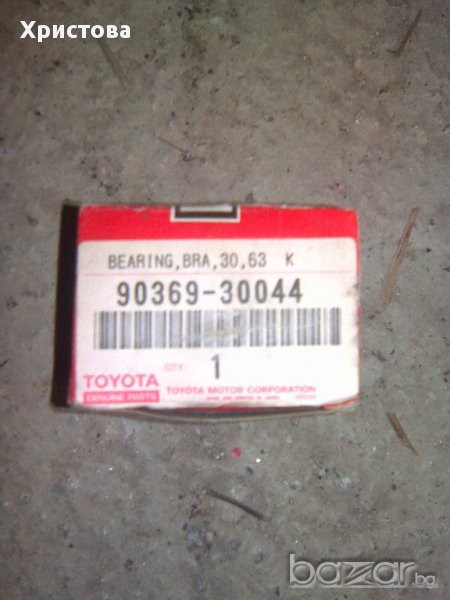 Христова
BEARING,BRA,30,63 K
90369-30044
QTY. 1
TOYOTA
GENUINE PARTS
TOYOTA MOTOR CORPORATION
bazar.bg